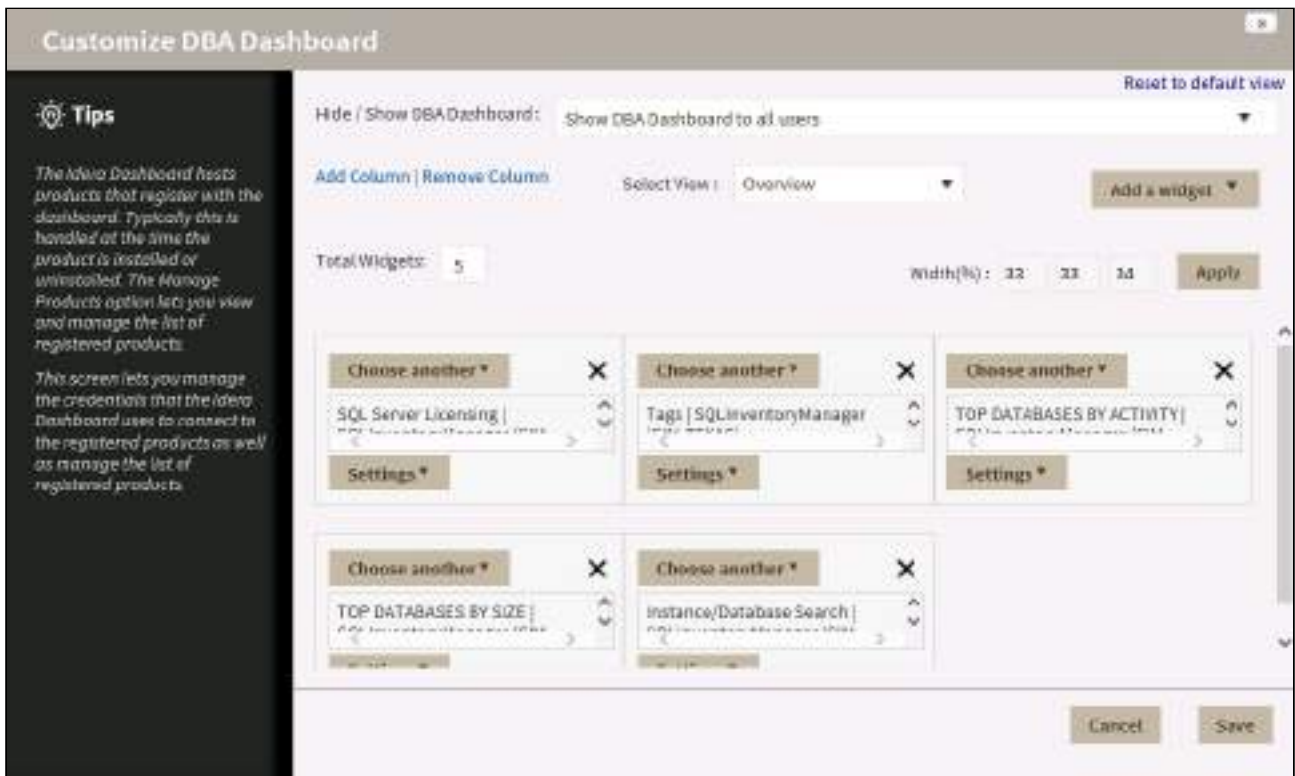 Customize DBA Dashboard
Reset to default view
Tips
The Idera Dashboard hosts
products that register with the
dashboard. Typically this is
handled at the time the
product is installed or
uninstalled. The Manage
Products option lets you view
and manage the list of
registered products.
This screen lets you manage
the credentials that the Idera
Dashboard uses to connect to
the registered products as well
as manage the list of
registered products.
Hide / Show DBA Dashboard:
Show DBA Dashboard to all users
Add Column | Remove Column
Select View :
Overview
Add a widget
Total Widgets:
5
Width(%) :
33
33
34
Apply
Choose another
SQL Server Licensing |
Settings
Choose another
Tags | SQLInventoryManager
Settings
Choose another
TOP DATABASES BY ACTIVITY |
Settings
Choose another
TOP DATABASES BY SIZE |
Choose another
Instance/Database Search |
Cancel
Save